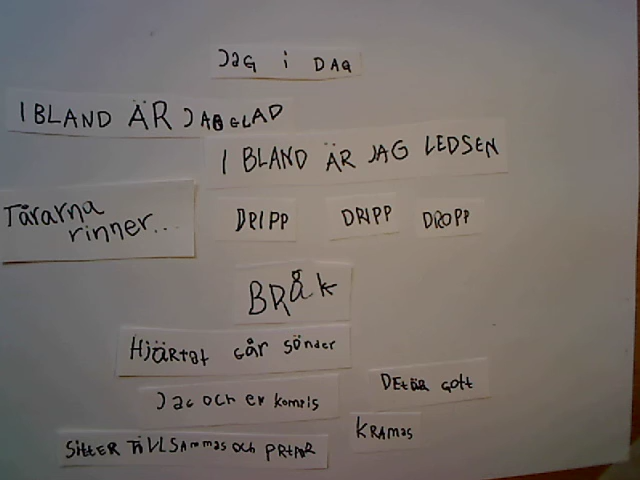 JAG i DAG
IBLAND ÄR JAG GLAD
I BLAND ÄR JAG LEDSEN
Tårarna
rinner...
DRIPP DRIPP DROPP
BRÅK
Hjärtat går sönder
JAG OCH en kompis
DET ÄR Gott
KRAMas
SITTER TiLLSAmmas och PRtAR